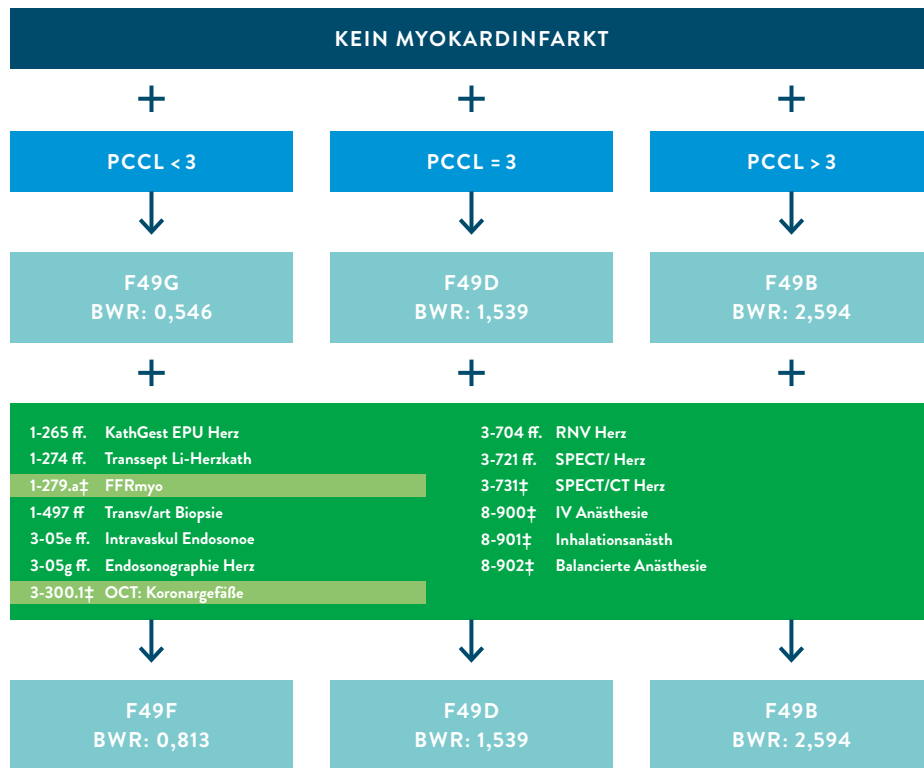 KEIN MYOKARDINFARKT
+ + +
PCCL < 3
PCCL = 3
PCCL > 3
F49G
BWR: 0,546
F49D
BWR: 1,539
F49B
BWR: 2,594
+ + +
1-265 ff. KathGest EPU Herz
1-274 ff. Transsept Li-Herzkath
1-279.a‡ FFRmyo
1-497 ff Transv/art Biopsie
3-05e ff. Intravaskul Endosonoe
3-05g ff. Endosonographie Herz
3-300.1‡ OCT: Koronargefäße
3-704 ff. RNV Herz
3-721 ff. SPECT/ Herz
3-731‡ SPECT/CT Herz
8-900‡ IV Anästhesie
8-901‡ Inhalationsanästh
8-902‡ Balancierte Anästhesie
F49F
BWR: 0,813
F49D
BWR: 1,539
F49B
BWR: 2,594